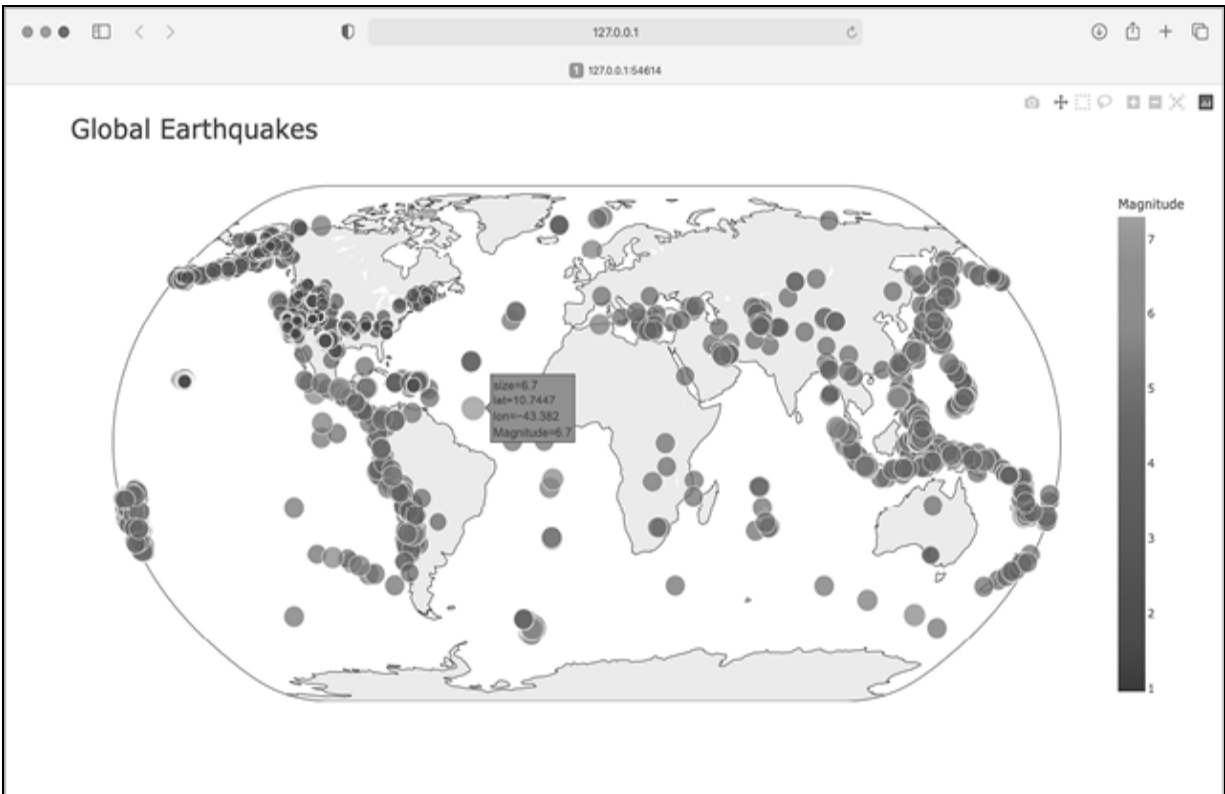 127.0.0.1
1 127.0.0.1:54614
Global Earthquakes
Magnitude
7
6
5
4
3
2
1
size=6.7
lat=10.7447
lon=−43.382
Magnitude=6.7